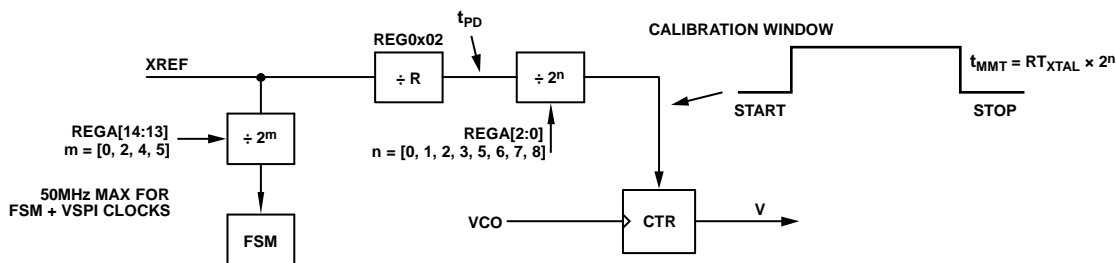 tPD
CALIBRATION WINDOW
REG0x02
XREF
÷ R
÷ 2ⁿ
tMMT = RTXTAL × 2ⁿ
START
STOP
REGA[14:13]
m = [0, 2, 4, 5]
÷ 2ᵐ
REGA[2:0]
n = [0, 1, 2, 3, 5, 6, 7, 8]
50MHz MAX FOR
FSM + VSPI CLOCKS
FSM
VCO
CTR
V